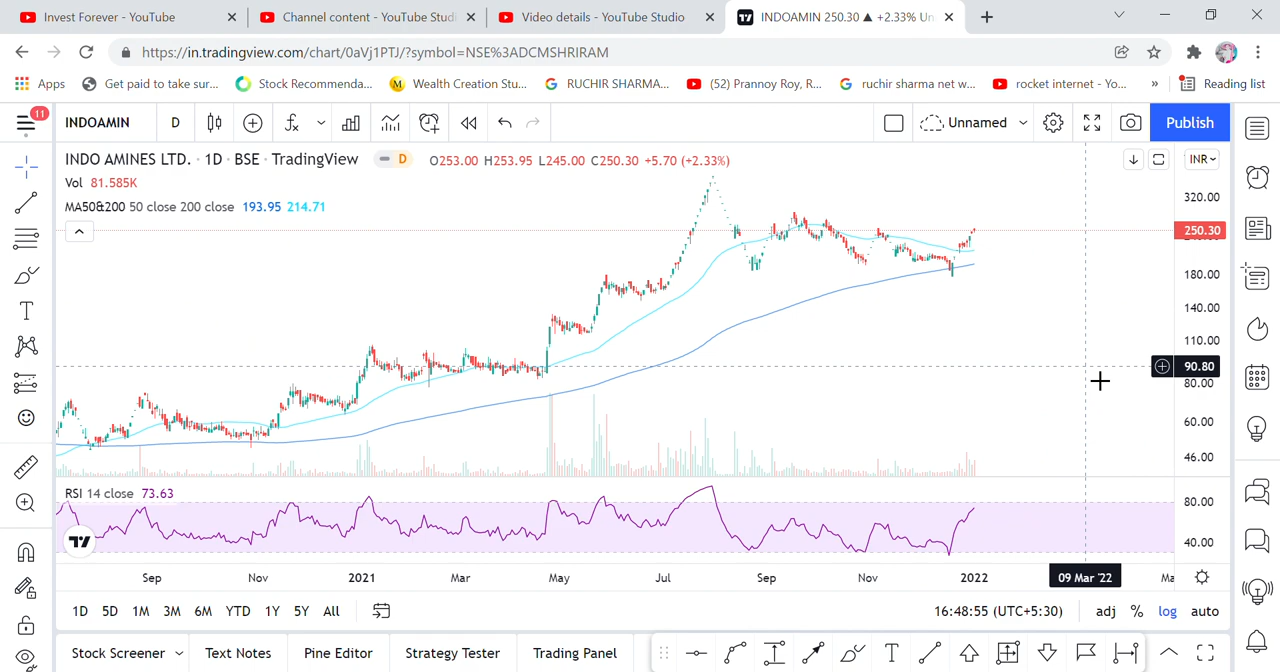 Invest Forever - YouTube
Channel content - YouTube Studi
Video details - YouTube Studio
INDOAMIN 250.30 ▲ +2.33% Un
https://in.tradingview.com/chart/0aVj1PTJ/?symbol=NSE%3ADCMSHRIRAM
Apps Get paid to take sur... Stock Recommenda... Wealth Creation Stu... RUCHIR SHARMA... (52) Prannoy Roy, R... ruchir sharma net w... rocket internet - Yo... » Reading list
11 INDOAMIN D Unnamed Publish
INDO AMINES LTD. · 1D · BSE · TradingView D O253.00 H253.95 L245.00 C250.30 +5.70 (+2.33%) INR
Vol 81.585K
MA50&200 50 close 200 close 193.95 214.71
320.00
250.30
180.00
140.00
110.00
90.80
80.00
60.00
46.00
RSI 14 close 73.63
80.00
40.00
Sep Nov 2021 Mar May Jul Sep Nov 2022 09 Mar '22 Ma
1D 5D 1M 3M 6M YTD 1Y 5Y All 16:48:55 (UTC+5:30) adj % log auto
Stock Screener Text Notes Pine Editor Strategy Tester Trading Panel